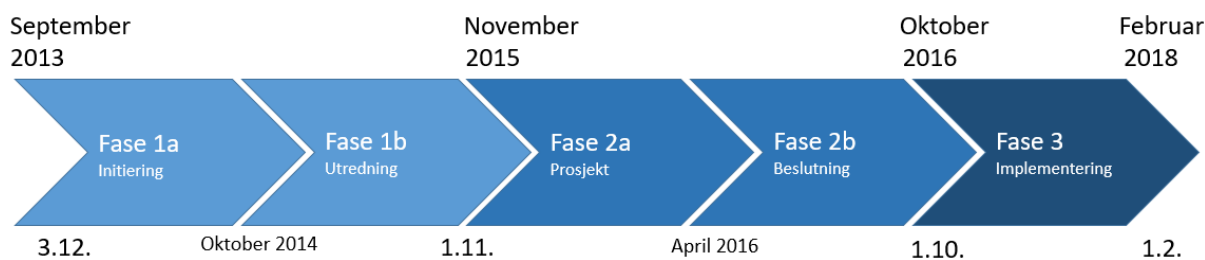 September
2013
November
2015
Oktober
2016
Februar
2018
Fase 1a
Initiering
Fase 1b
Utredning
Fase 2a
Prosjekt
Fase 2b
Beslutning
Fase 3
Implementering
3.12.
Oktober 2014
1.11.
April 2016
1.10.
1.2.